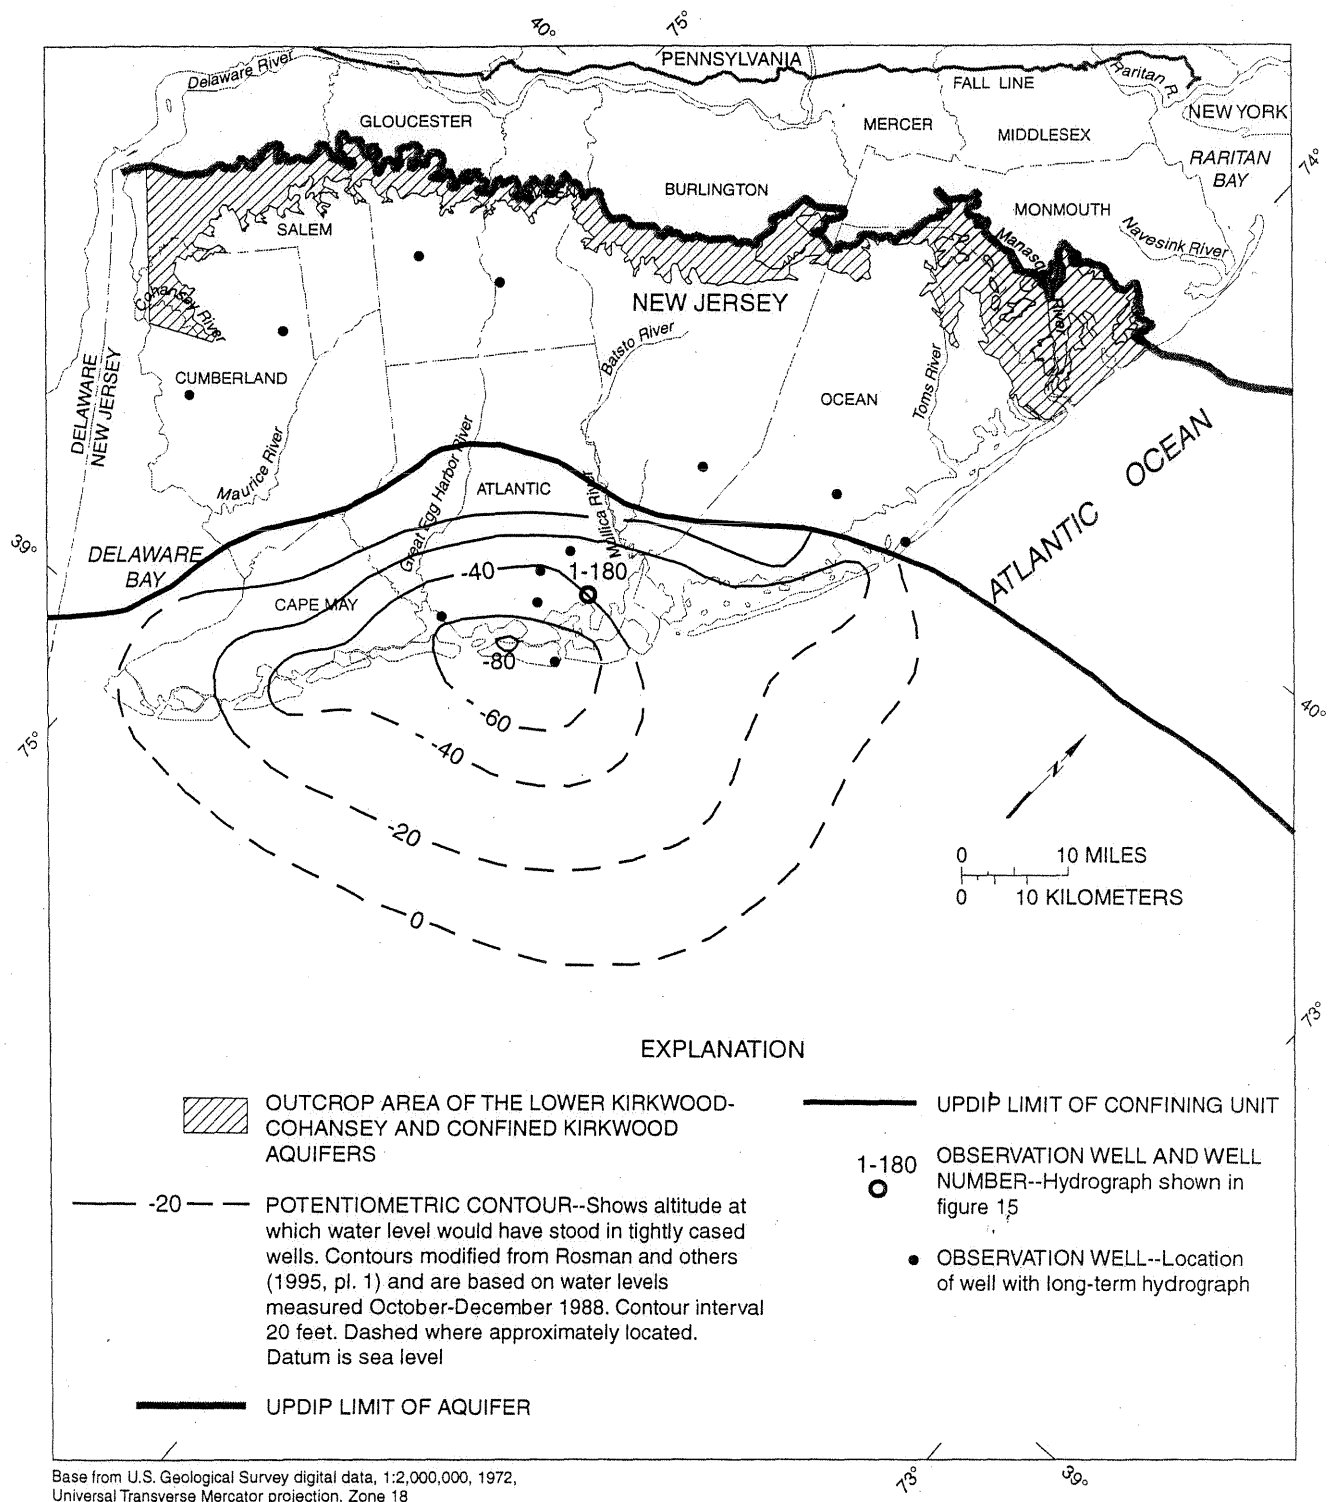 40°
75°
PENNSYLVANIA
Delaware River
FALL LINE
Raritan R.
NEW YORK
GLOUCESTER
MERCER
MIDDLESEX
RARITAN
BAY
74°
BURLINGTON
SALEM
MONMOUTH
Navesink River
Manasq
River
NEW JERSEY
Cohansey River
Batsto River
DELAWARE
NEW JERSEY
CUMBERLAND
OCEAN
Toms River
Maurice River
Great Egg Harbor River
ATLANTIC
Mullica River
ATLANTIC OCEAN
39°
DELAWARE
BAY
-40
1-180
CAPE MAY
-80
-60
-40
75°
40°
N
-20
0
0 10 MILES
0 10 KILOMETERS
73°
EXPLANATION
OUTCROP AREA OF THE LOWER KIRKWOOD-
COHANSEY AND CONFINED KIRKWOOD
AQUIFERS
-20
POTENTIOMETRIC CONTOUR--Shows altitude at
which water level would have stood in tightly cased
wells. Contours modified from Rosman and others
(1995, pl. 1) and are based on water levels
measured October-December 1988. Contour interval
20 feet. Dashed where approximately located.
Datum is sea level
UPDIP LIMIT OF AQUIFER
UPDIP LIMIT OF CONFINING UNIT
1-180
OBSERVATION WELL AND WELL
NUMBER--Hydrograph shown in
figure 15
OBSERVATION WELL--Location
of well with long-term hydrograph
73°
39°
Base from U.S. Geological Survey digital data, 1:2,000,000, 1972,
Universal Transverse Mercator projection, Zone 18